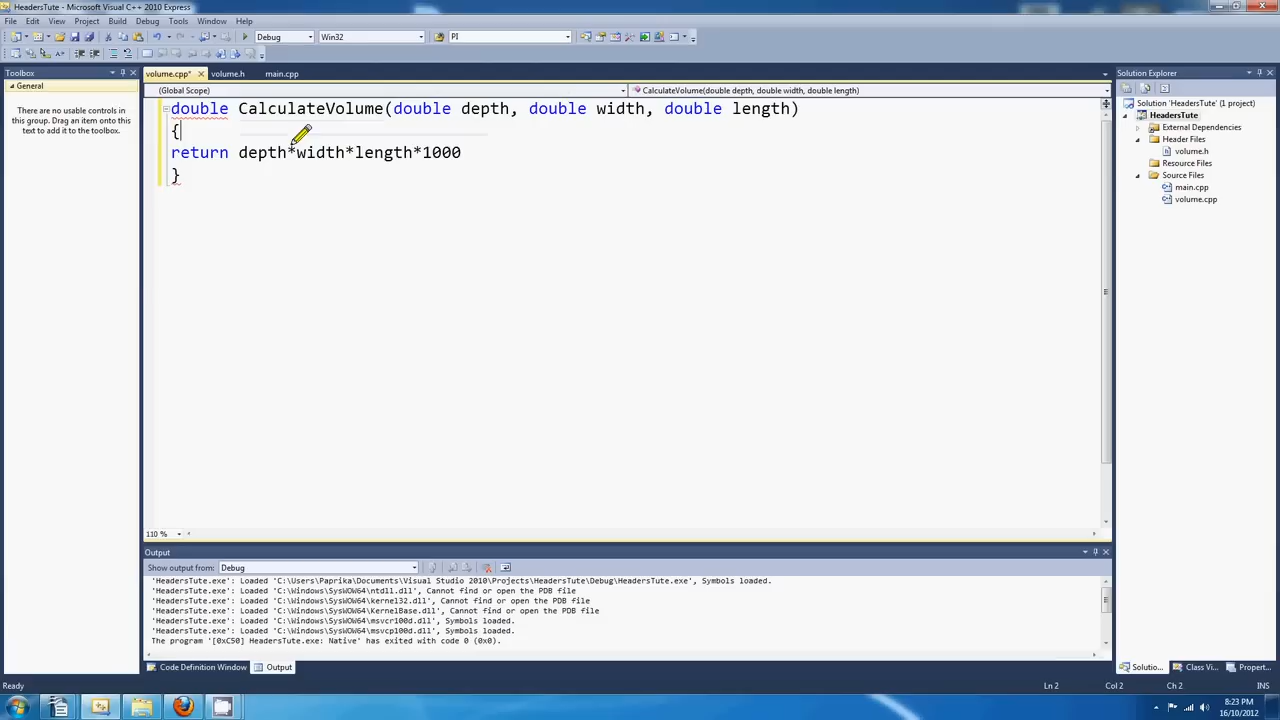 HeadersTute - Microsoft Visual C++ 2010 Express
File Edit View Project Build Debug Tools Window Help
Debug Win32 PI
Toolbox
General
There are no usable controls in
this group. Drag an item onto this
text to add it to the toolbox.
volume.cpp* volume.h main.cpp
(Global Scope) CalculateVolume(double depth, double width, double length)
double CalculateVolume(double depth, double width, double length)
{
return depth*width*length*1000
}
110 %
Solution Explorer
Solution 'HeadersTute' (1 project)
HeadersTute
External Dependencies
Header Files
volume.h
Resource Files
Source Files
main.cpp
volume.cpp
Output
Show output from: Debug
'HeadersTute.exe': Loaded 'C:\Users\Paprika\Documents\Visual Studio 2010\Projects\HeadersTute\Debug\HeadersTute.exe', Symbols loaded.
'HeadersTute.exe': Loaded 'C:\Windows\SysWOW64\ntdll.dll', Cannot find or open the PDB file
'HeadersTute.exe': Loaded 'C:\Windows\SysWOW64\kernel32.dll', Cannot find or open the PDB file
'HeadersTute.exe': Loaded 'C:\Windows\SysWOW64\KernelBase.dll', Cannot find or open the PDB file
'HeadersTute.exe': Loaded 'C:\Windows\SysWOW64\msvcr100d.dll', Symbols loaded.
'HeadersTute.exe': Loaded 'C:\Windows\SysWOW64\msvcp100d.dll', Symbols loaded.
The program '[0xC50] HeadersTute.exe: Native' has exited with code 0 (0x0).
Code Definition Window Output
Solutio... Class Vi... Propert...
Ready Ln 2 Col 2 Ch 2 INS
8:23 PM
16/10/2012